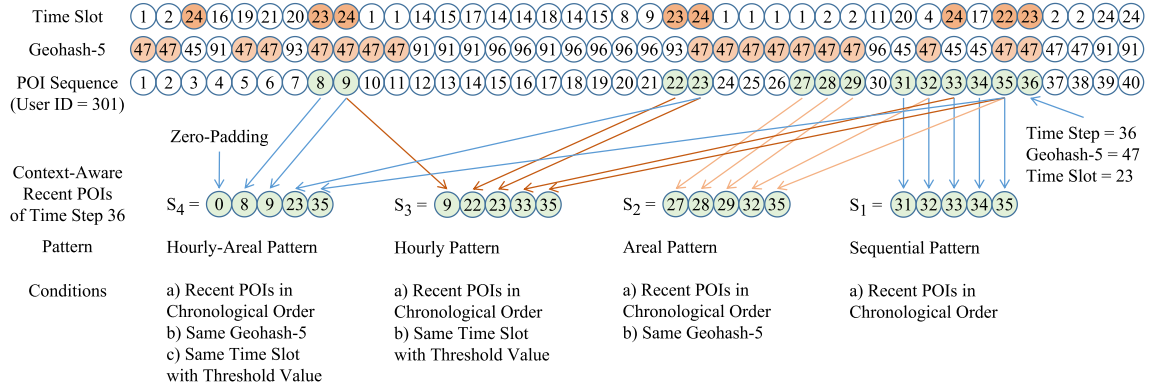 Time Slot 1 2 24 16 19 21 20 23 24 1 1 14 15 17 14 14 18 14 15 8 9 23 24 1 1 1 1 2 2 11 20 4 24 17 22 23 2 2 24 24
Geohash-5 47 47 45 91 47 47 93 47 47 47 47 91 91 91 96 96 91 96 96 96 96 93 47 47 47 47 47 47 47 96 45 47 45 45 47 47 47 47 91 91
POI Sequence 1 2 3 4 5 6 7 8 9 10 11 12 13 14 15 16 17 18 19 20 21 22 23 24 25 26 27 28 29 30 31 32 33 34 35 36 37 38 39 40
(User ID = 301)
Zero-Padding
Time Step = 36
Geohash-5 = 47
Time Slot = 23
Context-Aware
Recent POIs
of Time Step 36
S4 = 0 8 9 23 35
S3 = 9 22 23 33 35
S2 = 27 28 29 32 35
S1 = 31 32 33 34 35
Pattern
Hourly-Areal Pattern
Hourly Pattern
Areal Pattern
Sequential Pattern
Conditions
a) Recent POIs in
Chronological Order
b) Same Geohash-5
c) Same Time Slot
with Threshold Value
a) Recent POIs in
Chronological Order
b) Same Time Slot
with Threshold Value
a) Recent POIs in
Chronological Order
b) Same Geohash-5
a) Recent POIs in
Chronological Order